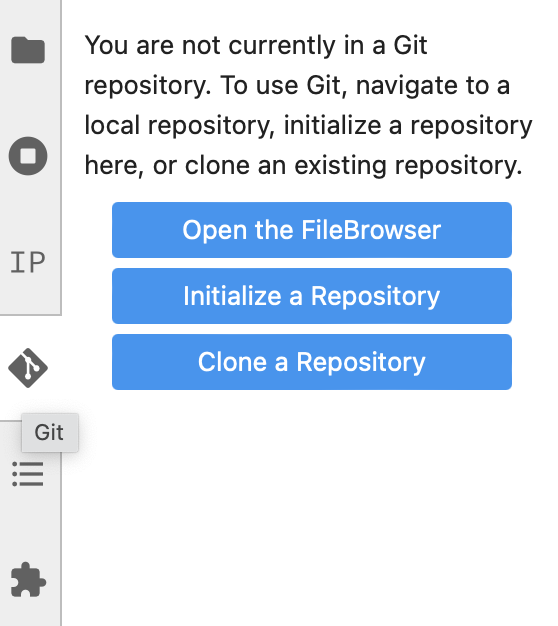 You are not currently in a Git
repository. To use Git, navigate to a
local repository, initialize a repository
here, or clone an existing repository.
Open the FileBrowser
IP
Initialize a Repository
Clone a Repository
Git